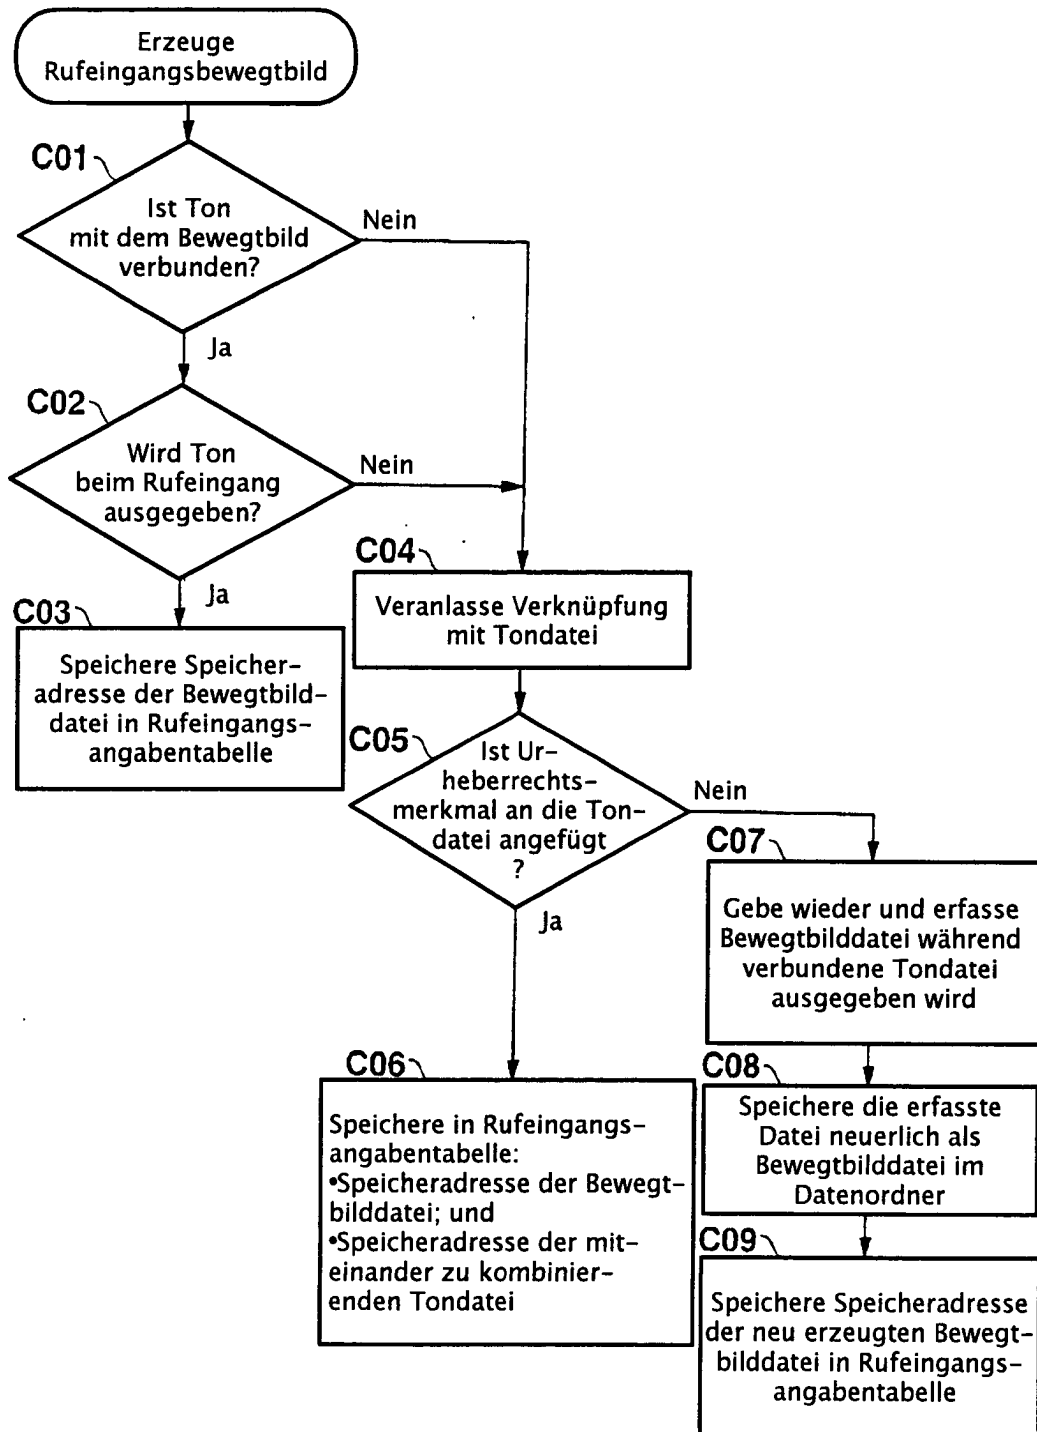 Erzeuge
Rufeingangsbewegtbild
C01
Ist Ton
mit dem Bewegtbild
verbunden?
Nein
Ja
C02
Wird Ton
beim Rufeingang
ausgegeben?
Nein
Ja
C03
Speichere Speicher-
adresse der Bewegtbild-
datei in Rufeingangs-
angabentabelle
C04
Veranlasse Verknüpfung
mit Tondatei
C05
Ist Ur-
heberrechts-
merkmal an die Ton-
datei angefügt
?
Nein
Ja
C06
Speichere in Rufeingangs-
angabentabelle:
•Speicheradresse der Bewegt-
bilddatei; und
•Speicheradresse der mit-
einander zu kombinier-
enden Tondatei
C07
Gebe wieder und erfasse
Bewegtbilddatei während
verbundene Tondatei
ausgegeben wird
C08
Speichere die erfasste
Datei neuerlich als
Bewegtbilddatei im
Datenordner
C09
Speichere Speicheradresse
der neu erzeugten Bewegt-
bilddatei in Rufeingangs-
angabentabelle